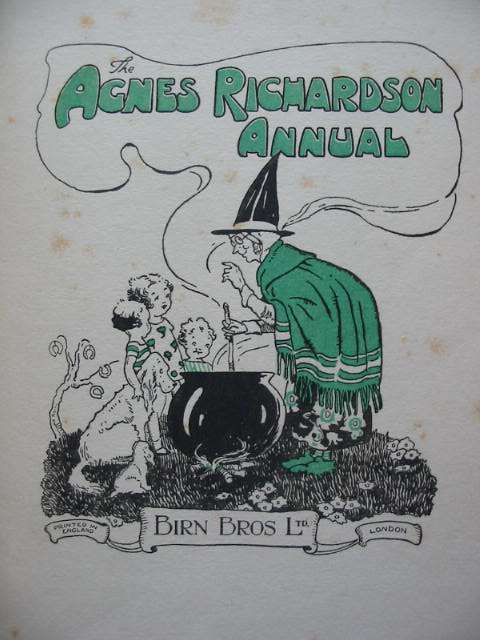 The
AGNES RICHARDSON
ANNUAL
PRINTED IN
ENGLAND
BIRN BROS LTD.
LONDON